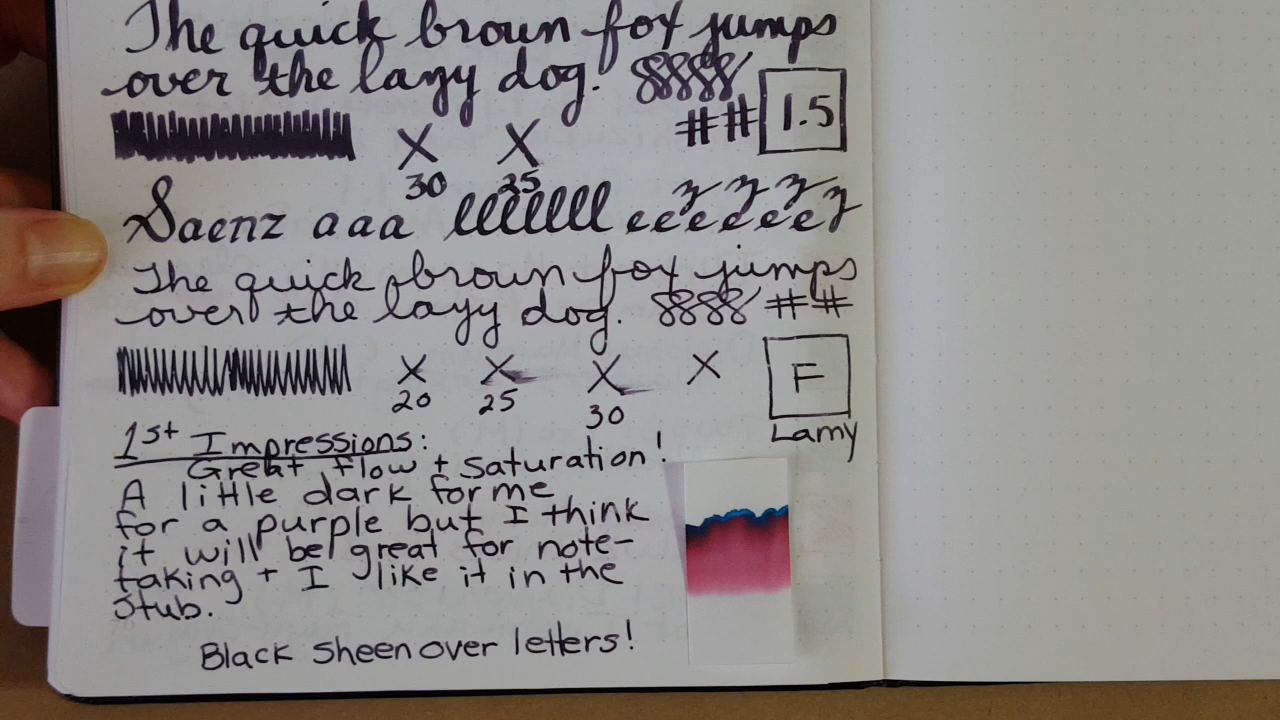 The quick brown fox jumps
over the lazy dog. 8888
## 1.5
X X
30 35
Saenz aaa llllllll eeeeeee
The quick brown fox jumps
over the lazy dog. 8888 ##
X X X X F
20 25 30
Lamy
1st Impressions:
Great flow + saturation!
A little dark for me
for a purple but I think
it will be great for note-
taking + I like it in the
stub.
Black sheen over letters!